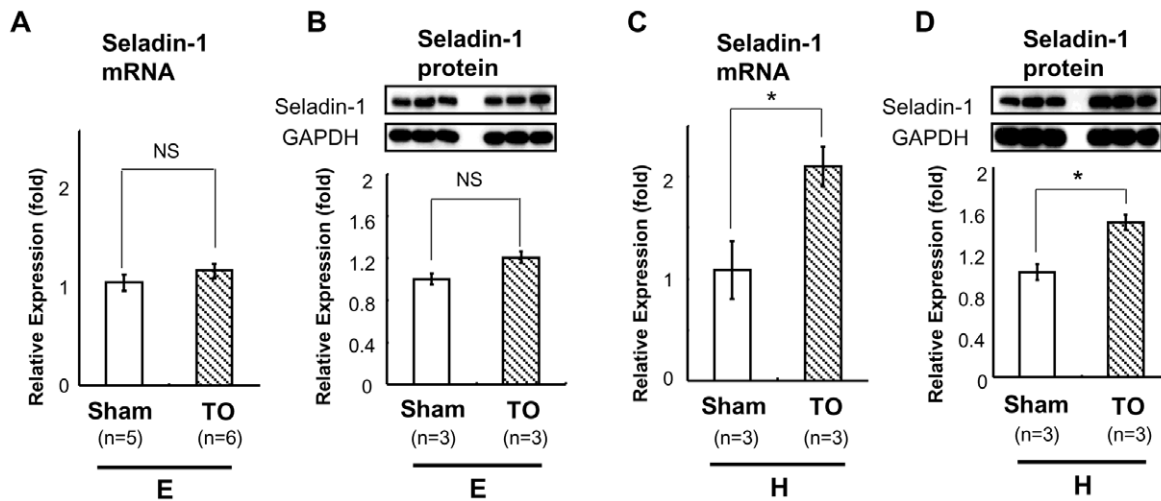 A
Seladin-1
mRNA
Relative Expression (fold)
2
1
0
NS
Sham
TO
(n=5)
(n=6)
E
B
Seladin-1
protein
Seladin-1
GAPDH
Relative Expression (fold)
2
1.6
1.2
0.8
0.4
0
NS
Sham
TO
(n=3)
(n=3)
E
C
Seladin-1
mRNA
Relative Expression (fold)
2
1
0
*
Sham
TO
(n=3)
(n=3)
H
D
Seladin-1
protein
Seladin-1
GAPDH
Relative Expression (fold)
2
1.6
1.2
0.8
0.4
0
*
Sham
TO
(n=3)
(n=3)
H